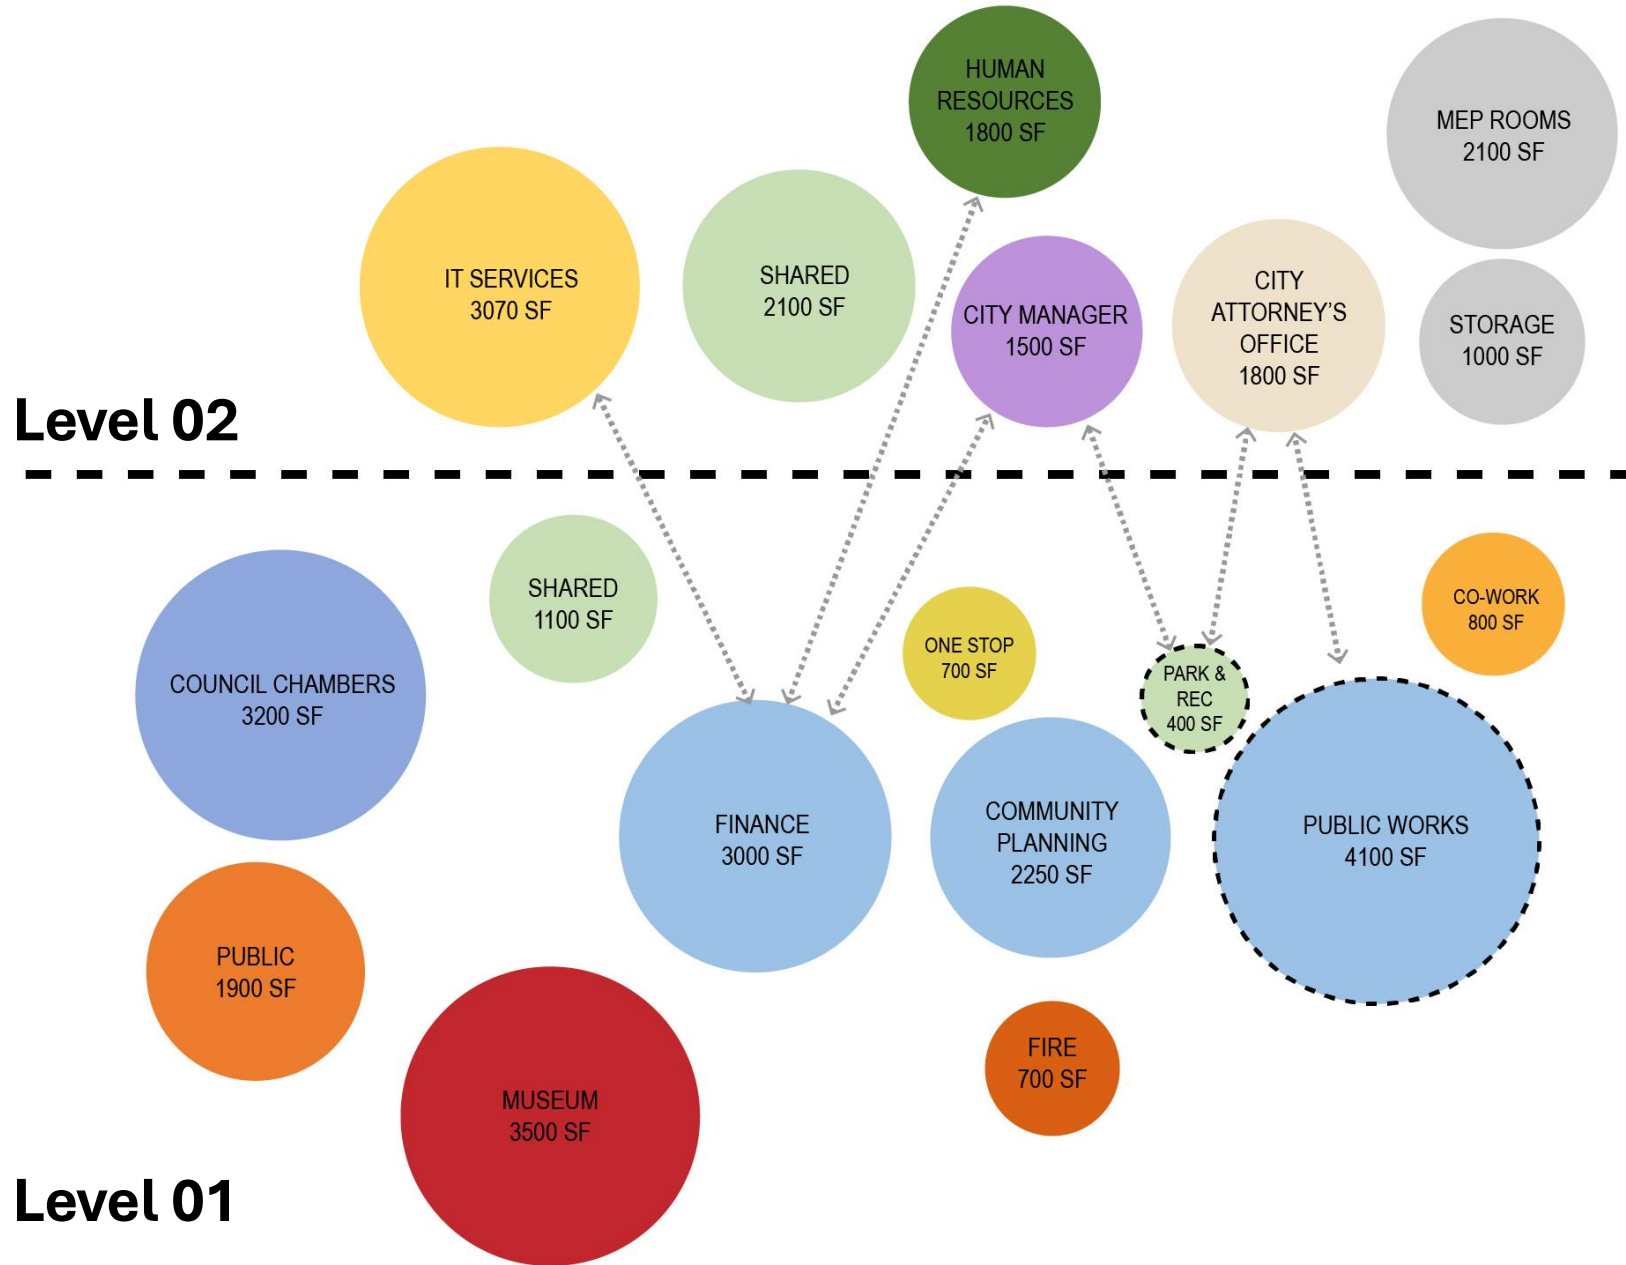 HUMAN
RESOURCES
1800 SF
MEP ROOMS
2100 SF
IT SERVICES
3070 SF
SHARED
2100 SF
CITY MANAGER
1500 SF
CITY
ATTORNEY'S
OFFICE
1800 SF
STORAGE
1000 SF
Level 02
SHARED
1100 SF
CO-WORK
800 SF
ONE STOP
700 SF
PARK &
REC
400 SF
COUNCIL CHAMBERS
3200 SF
FINANCE
3000 SF
COMMUNITY
PLANNING
2250 SF
PUBLIC WORKS
4100 SF
PUBLIC
1900 SF
FIRE
700 SF
MUSEUM
3500 SF
Level 01